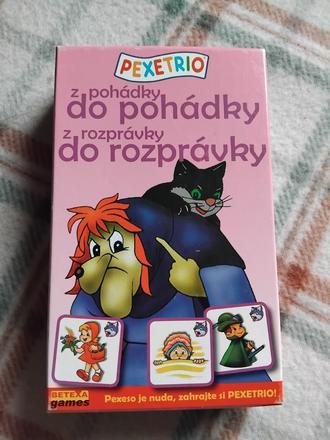 PEXETRIO
z pohádky
do pohádky
z rozprávky
do rozprávky
BETEXA
games
Pexeso je nuda, zahrajte si PEXETRIO!